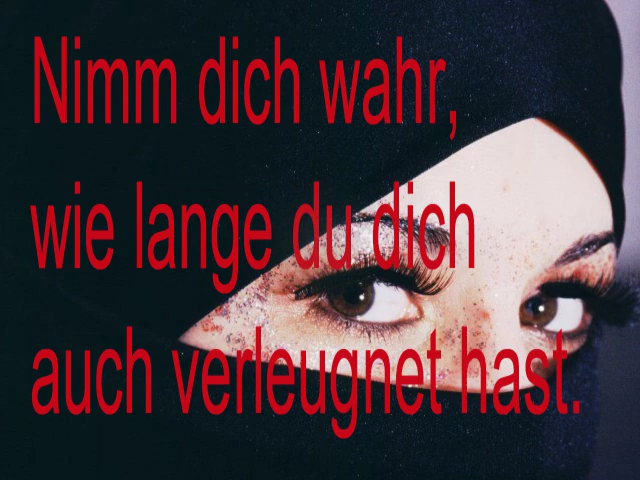 Nimm dich wahr,
wie lange du dich
auch verleugnet hast.